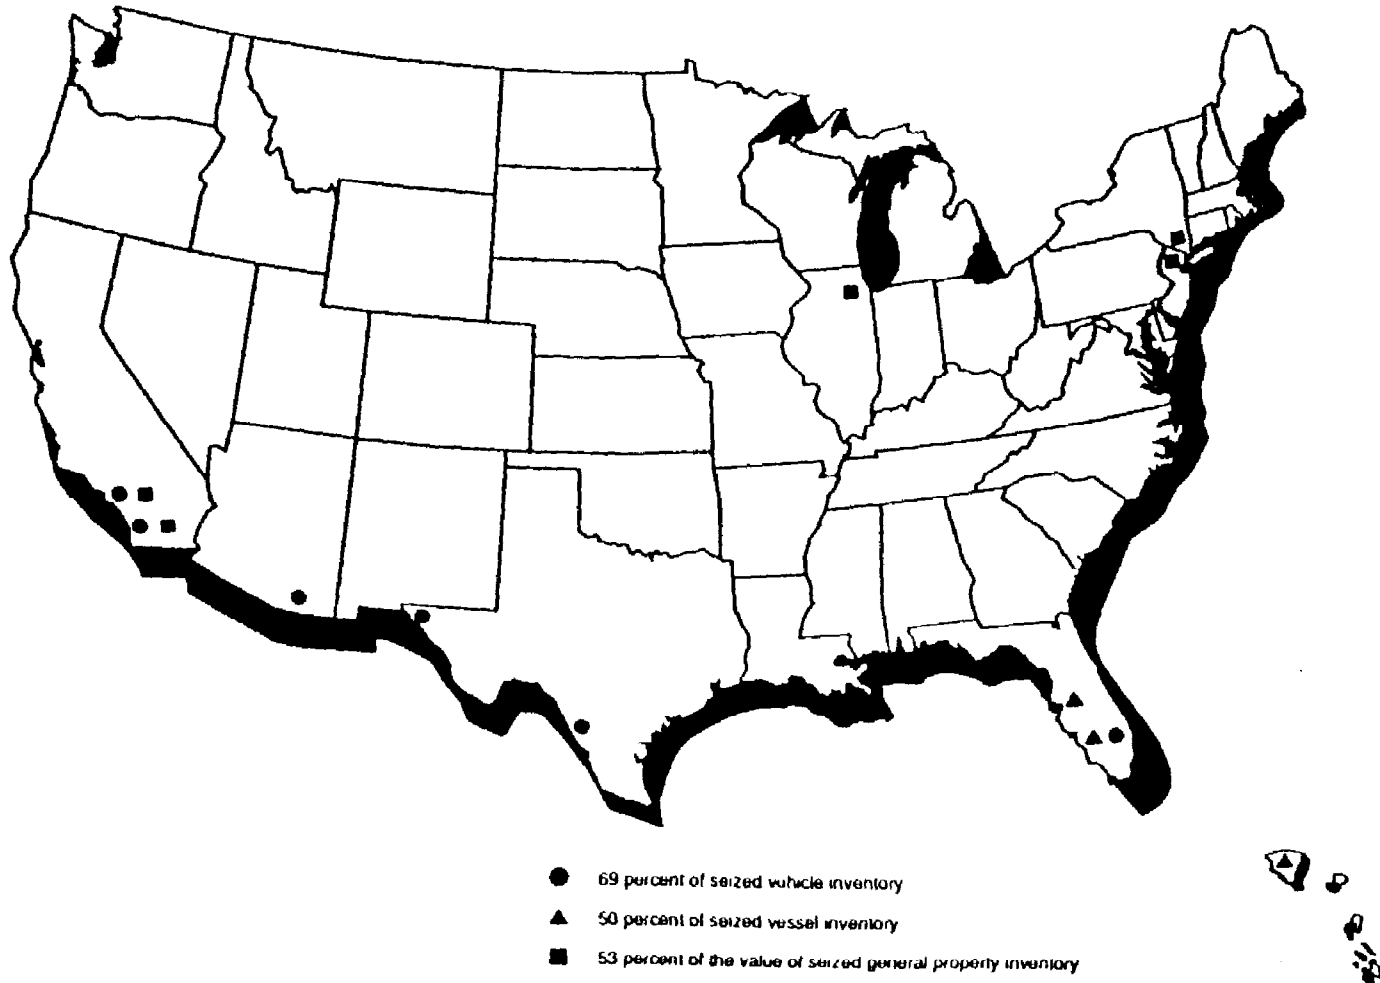 69 percent of seized vuhicle inventory
50 percent of seized vessel inventory
53 percent of the value of seized general property inventory